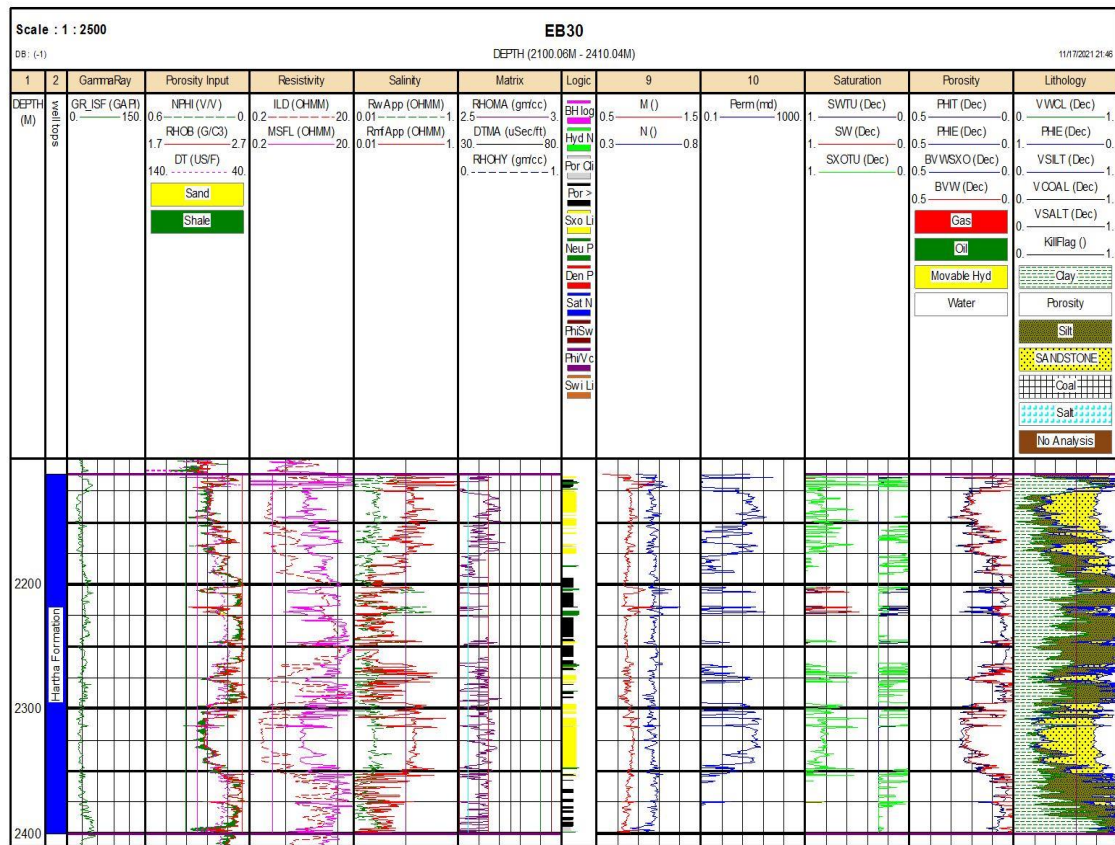 Scale : 1 : 2500
EB30
DB : (-1)
DEPTH (2100.06M - 2410.04M)
11/17/2021 21:46
1 2 GammaRay Porosity Input Resistivity Salinity Matrix Logic 9 10 Saturation Porosity Lithology
DEPTH (M)
well tops
GR_ISF (GAPI)
0. 150.
NPHI (V/V)
0.6 0.
RHOB (G/C3)
1.7 2.7
DT (US/F)
140. 40.
Sand
Shale
ILD (OHMM)
0.2 20.
MSFL (OHMM)
0.2 20.
RwApp (OHMM)
0.01 1.
RmfApp (OHMM)
0.01 1.
RHOMA (gm/cc)
2.5 3.
DTMA (uSec/ft)
30. 80.
RHOHY (gm/cc)
0. 1.
BH log
Hyd N
Por Cl
Por >
Sxo Li
Neu P
Den P
Sat N
PhiSw
Phi/Vc
Swi Li
M ()
0.5 1.5
N ()
0.3 0.8
Perm (md)
0.1 1000.
SWTU (Dec)
1. 0.
SW (Dec)
1. 0.
SXOTU (Dec)
1. 0.
PHIT (Dec)
0.5 0.
PHIE (Dec)
0.5 0.
BVWSXO (Dec)
0.5 0.
BVW (Dec)
0.5 0.
Gas
Oil
Movable Hyd
Water
VWCL (Dec)
0. 1.
PHIE (Dec)
1. 0.
VSILT (Dec)
0. 1.
VCOAL (Dec)
0. 1.
VSALT (Dec)
0. 1.
KillFlag ()
0. 1.
Clay
Porosity
Silt
SANDSTONE
Coal
Salt
No Analysis
2200
Hartha Formation
2300
2400